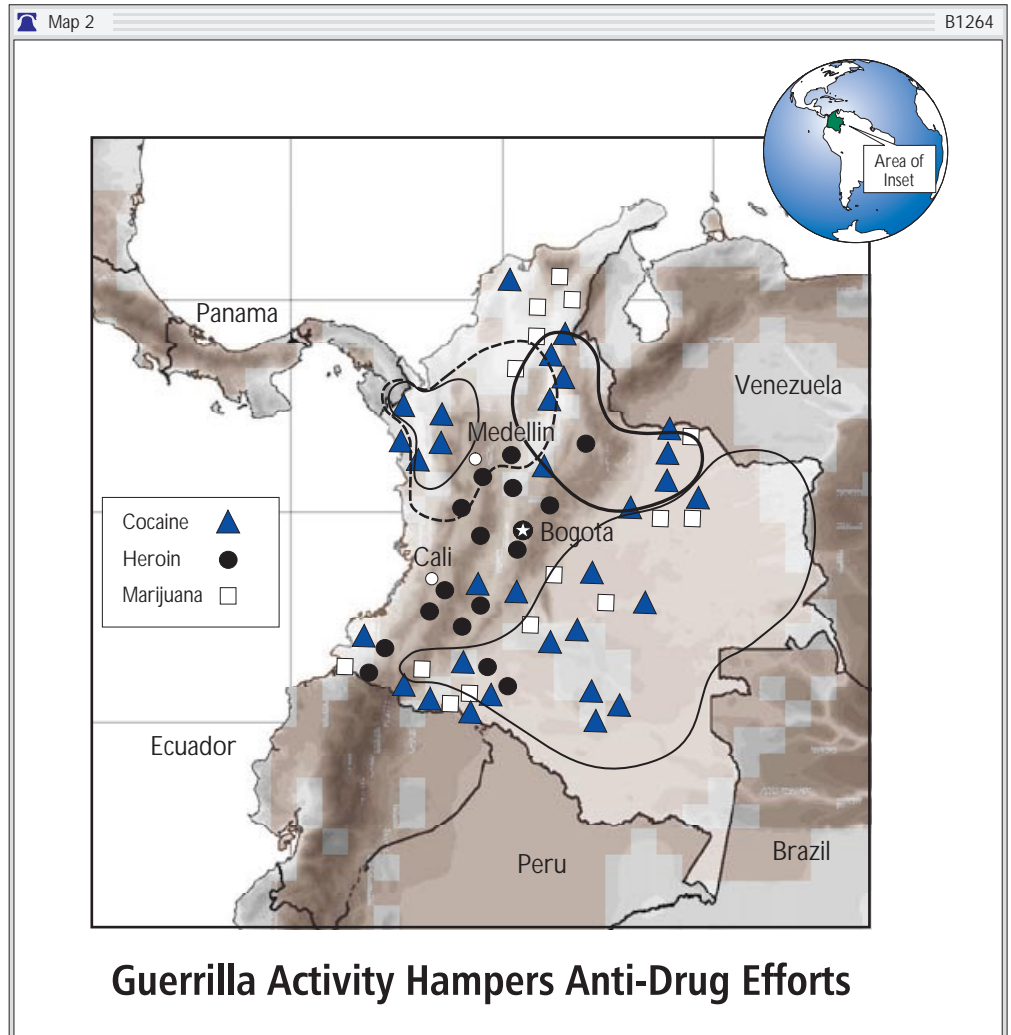 Map 2
B1264
Area of
Inset
Panama
Venezuela
Medellin
Cocaine
Heroin
Marijuana
Bogota
Cali
Ecuador
Peru
Brazil
Guerrilla Activity Hampers Anti-Drug Efforts